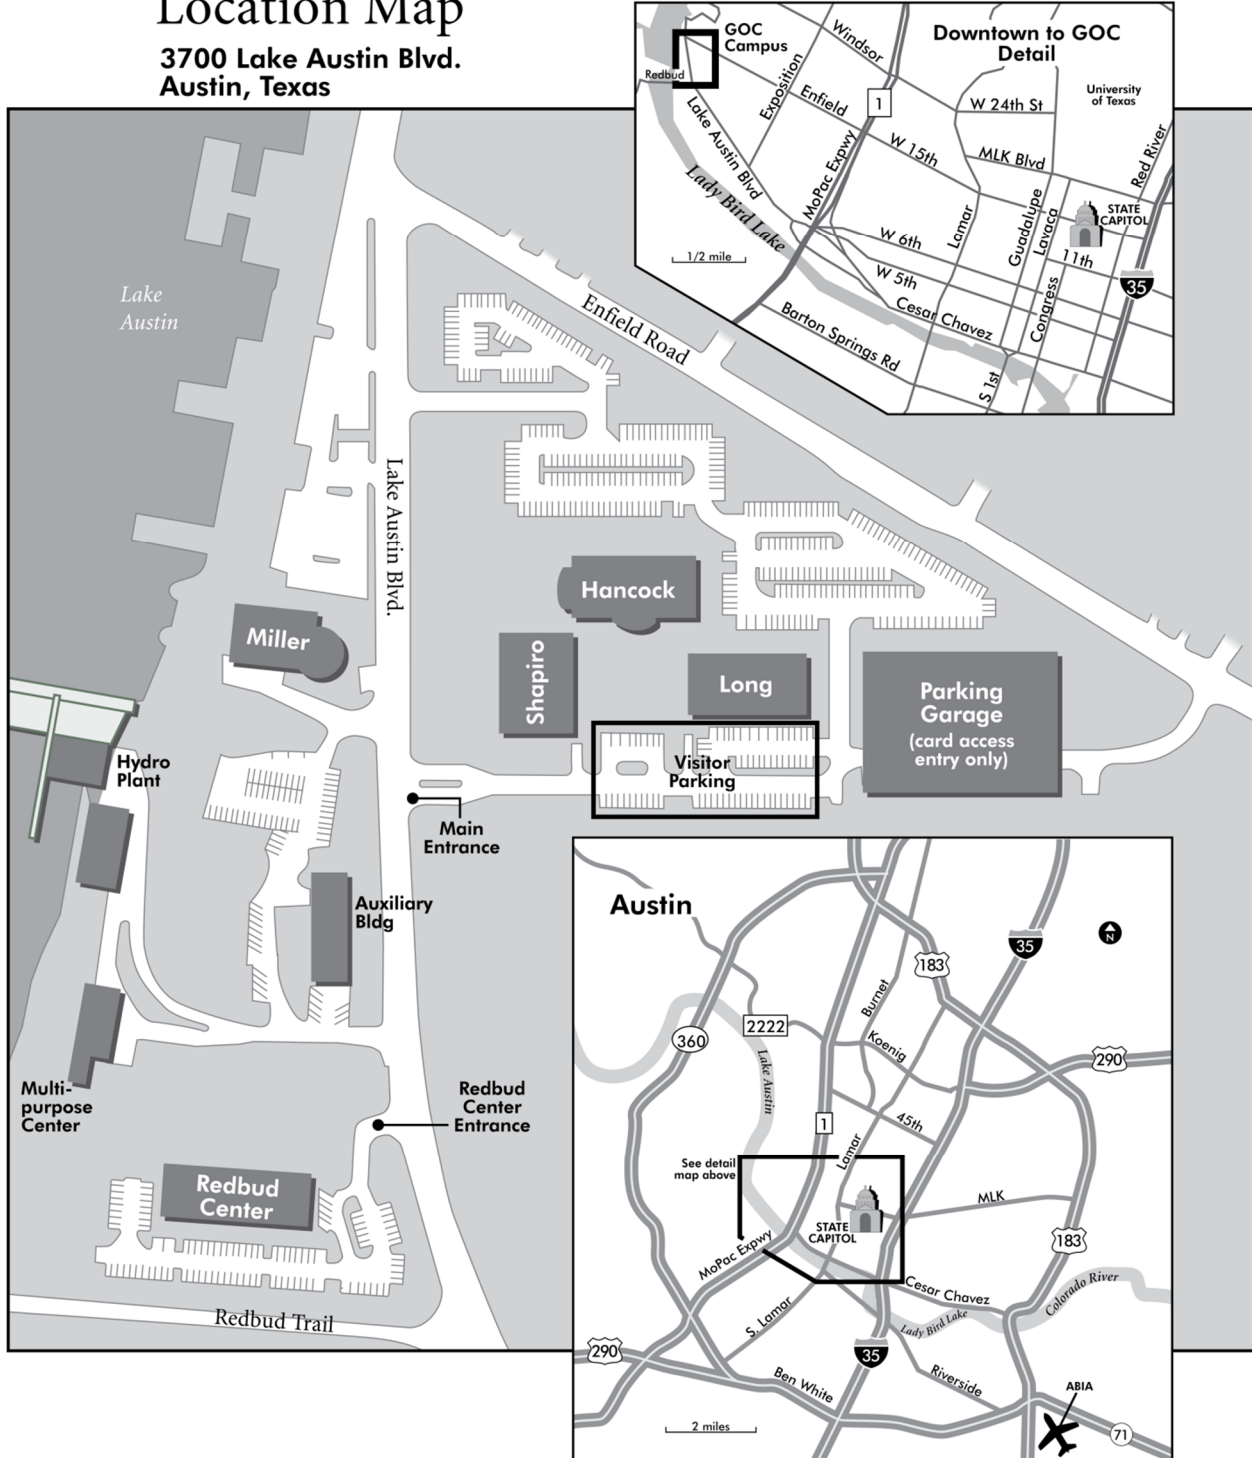 Location Map
3700 Lake Austin Blvd.
Austin, Texas
Downtown to GOC
Detail
GOC
Campus
Redbud
Windsor
Exposition
Enfield
1
W 24th St
University
of Texas
Red River
Lake Austin Blvd
MoPac Expwy
W 15th
MLK Blvd
Lady Bird Lake
Lamar
Guadalupe
Lavaca
STATE
CAPITOL
11th
W 6th
W 5th
35
1/2 mile
Cesar Chavez
Congress
Barton Springs Rd
S 1st
Lake
Austin
Enfield Road
Lake Austin Blvd.
Hancock
Miller
Shapiro
Long
Parking
Garage
(card access
entry only)
Visitor
Parking
Hydro
Plant
Main
Entrance
Auxiliary
Bldg
Multi-
purpose
Center
Redbud
Center
Entrance
Redbud
Center
Redbud Trail
Austin
N
35
183
Burnet
2222
360
Koenig
290
Lake Austin
1
45th
Lamar
See detail
map above
MLK
STATE
CAPITOL
183
MoPac Expwy
Cesar Chavez
Colorado River
S. Lamar
Lady Bird Lake
290
35
Ben White
Riverside
ABIA
2 miles
71